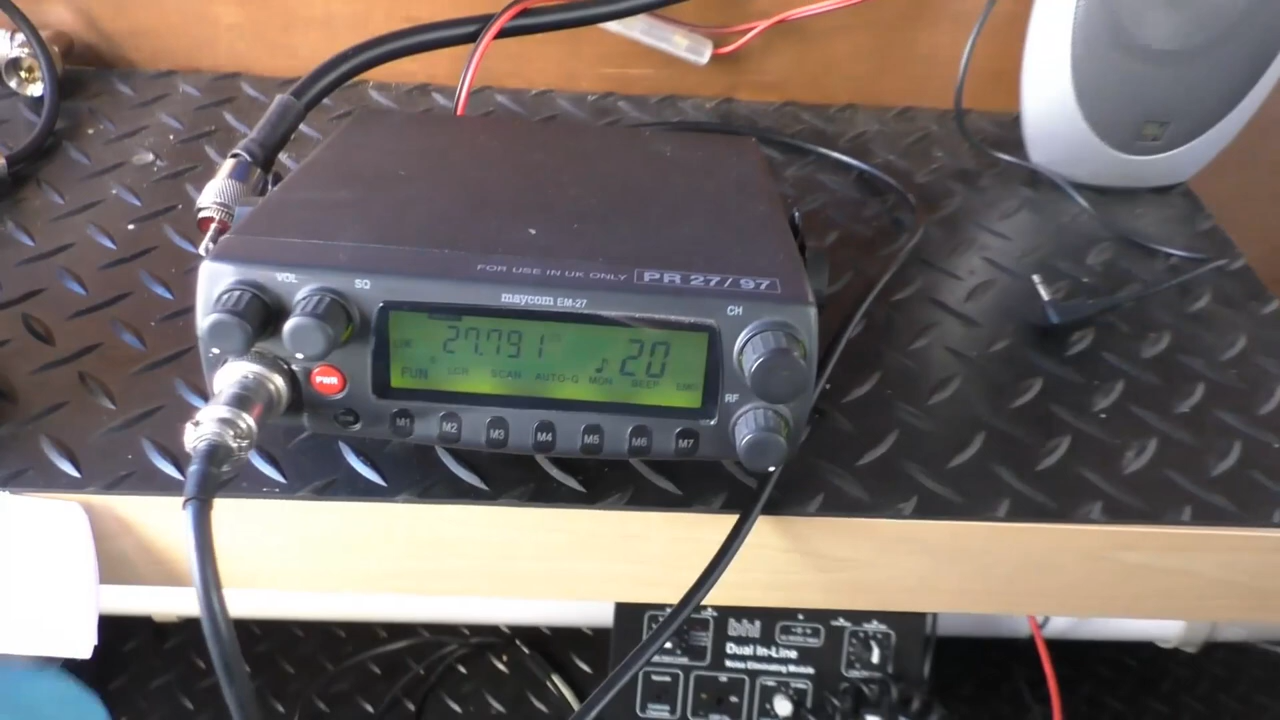 VOL
SQ
FOR USE IN UK ONLY PR 27/97
maycom EM-27
CH
27.791
20
FUN LCR SCAN AUTO-Q MON BEEP EMG
RF
PWR
M1 M2 M3 M4 M5 M6 M7
bhi
Dual In-Line
Noise Eliminating Module